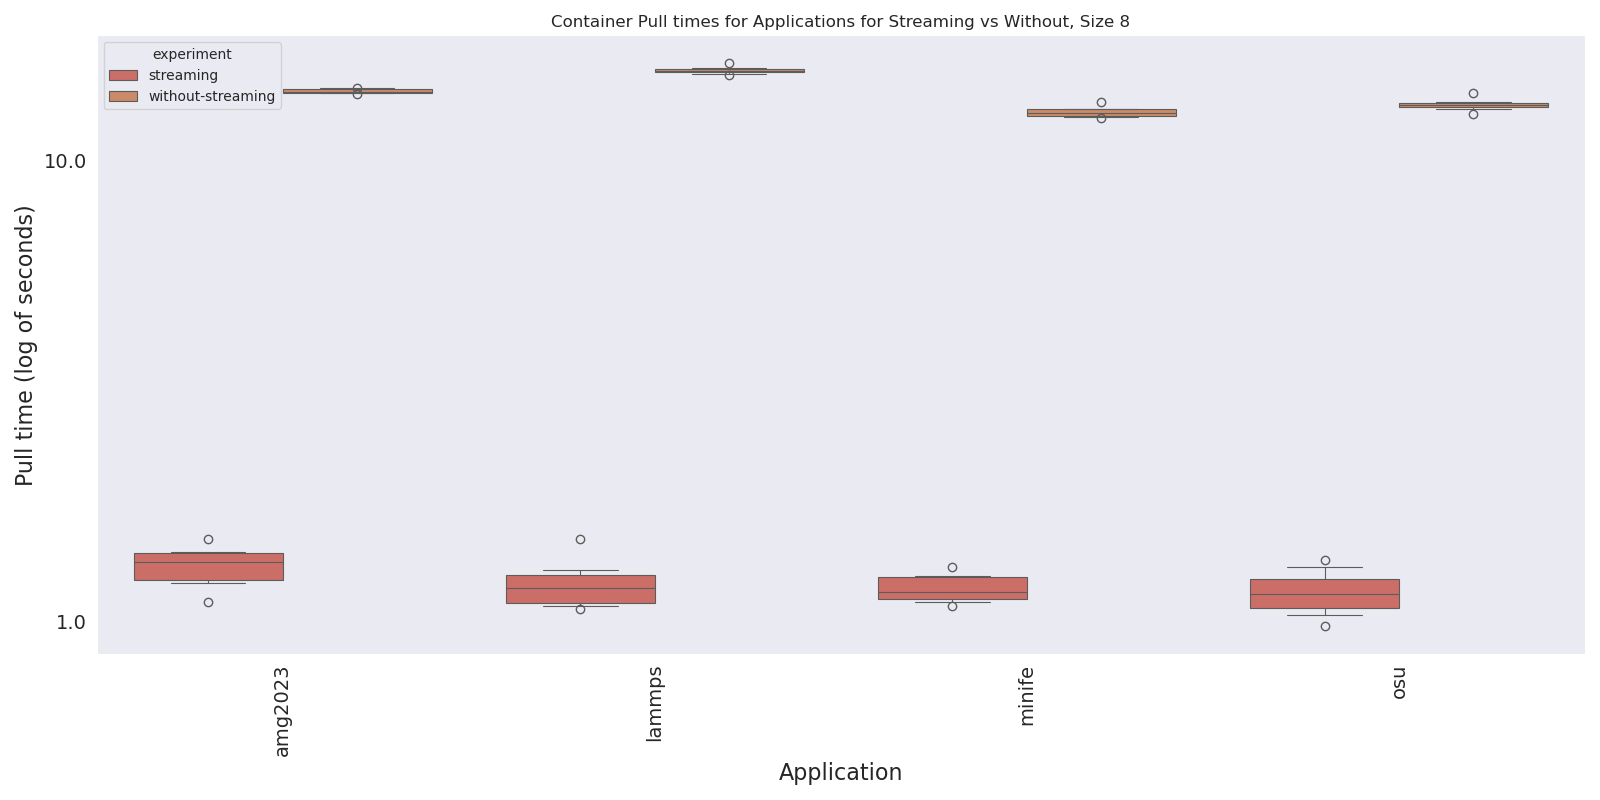 Container Pull times for Applications for Streaming vs Without, Size 8
experiment
streaming
without-streaming
Pull time (log of seconds)
10.0
1.0
amg2023
lammps
minife
osu
Application